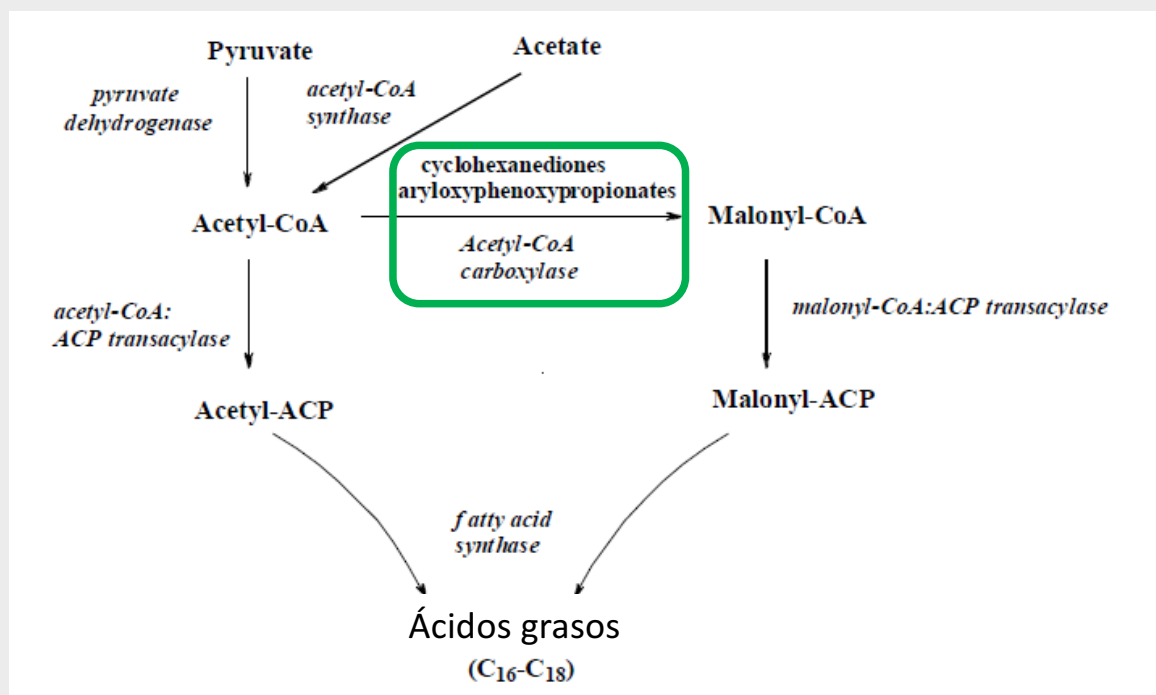 Pyruvate
Acetate
pyruvate
dehydrogenase
acetyl-CoA
synthase
cyclohexanediones
aryloxyphenoxypropionates
Acetyl-CoA
Malonyl-CoA
Acetyl-CoA
carboxylase
acetyl-CoA:
ACP transacylase
malonyl-CoA:ACP transacylase
Acetyl-ACP
Malonyl-ACP
fatty acid
synthase
Ácidos grasos
(C₁₆-C₁₈)